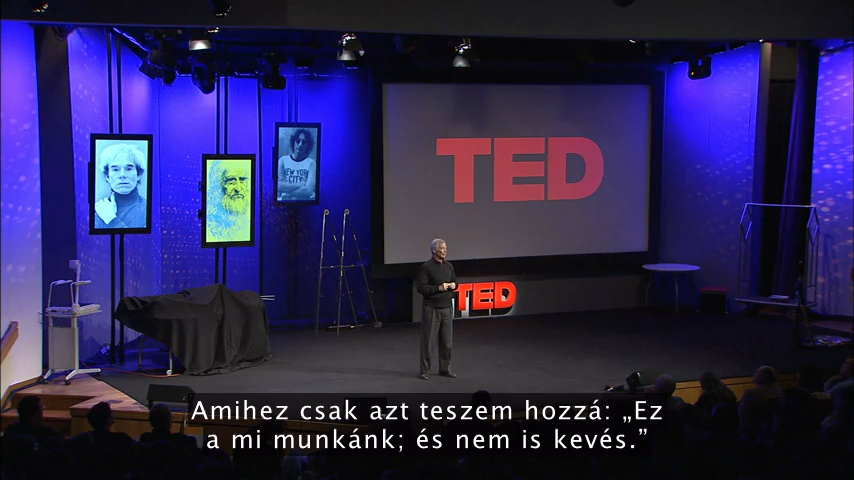 NEW YORK
CITY
TED
TED
Amihez csak azt teszem hozzá: „Ez
a mi munkánk; és nem is kevés.”